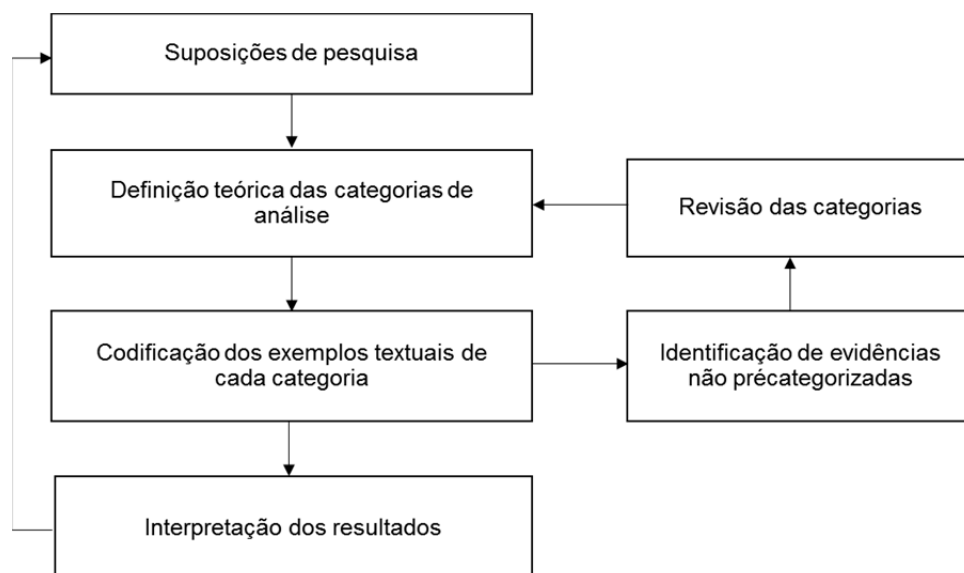 Suposições de pesquisa
Definição teórica das categorias de
análise
Revisão das categorias
Codificação dos exemplos textuais de
cada categoria
Identificação de evidências
não précategorizadas
Interpretação dos resultados